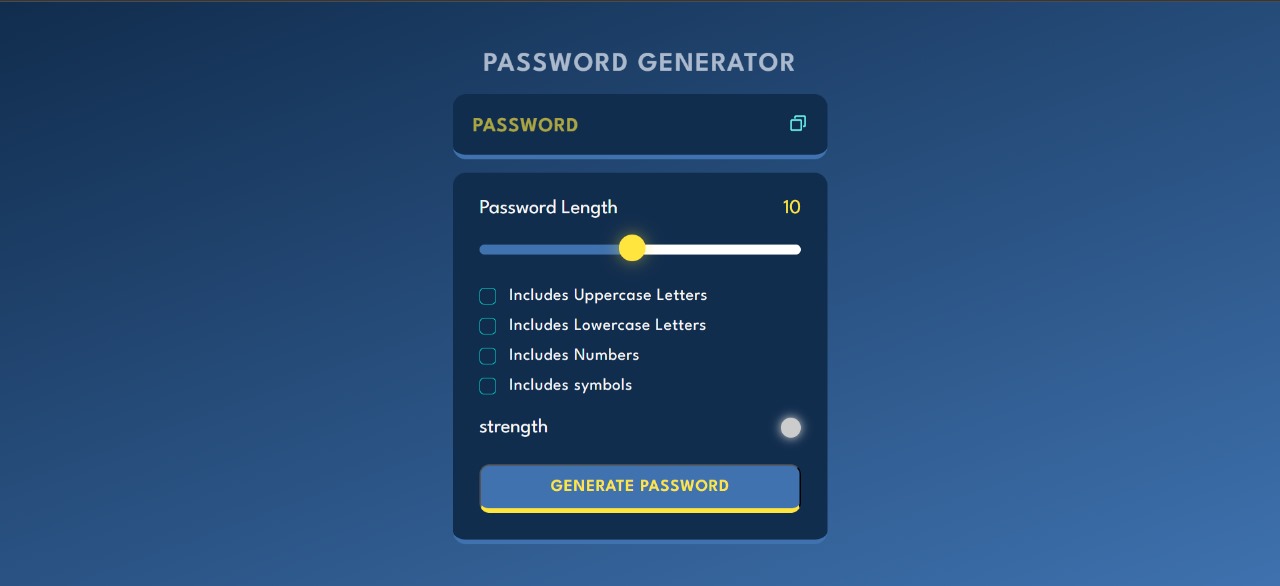 PASSWORD GENERATOR
PASSWORD
Password Length 10
Includes Uppercase Letters
Includes Lowercase Letters
Includes Numbers
Includes symbols
strength
GENERATE PASSWORD